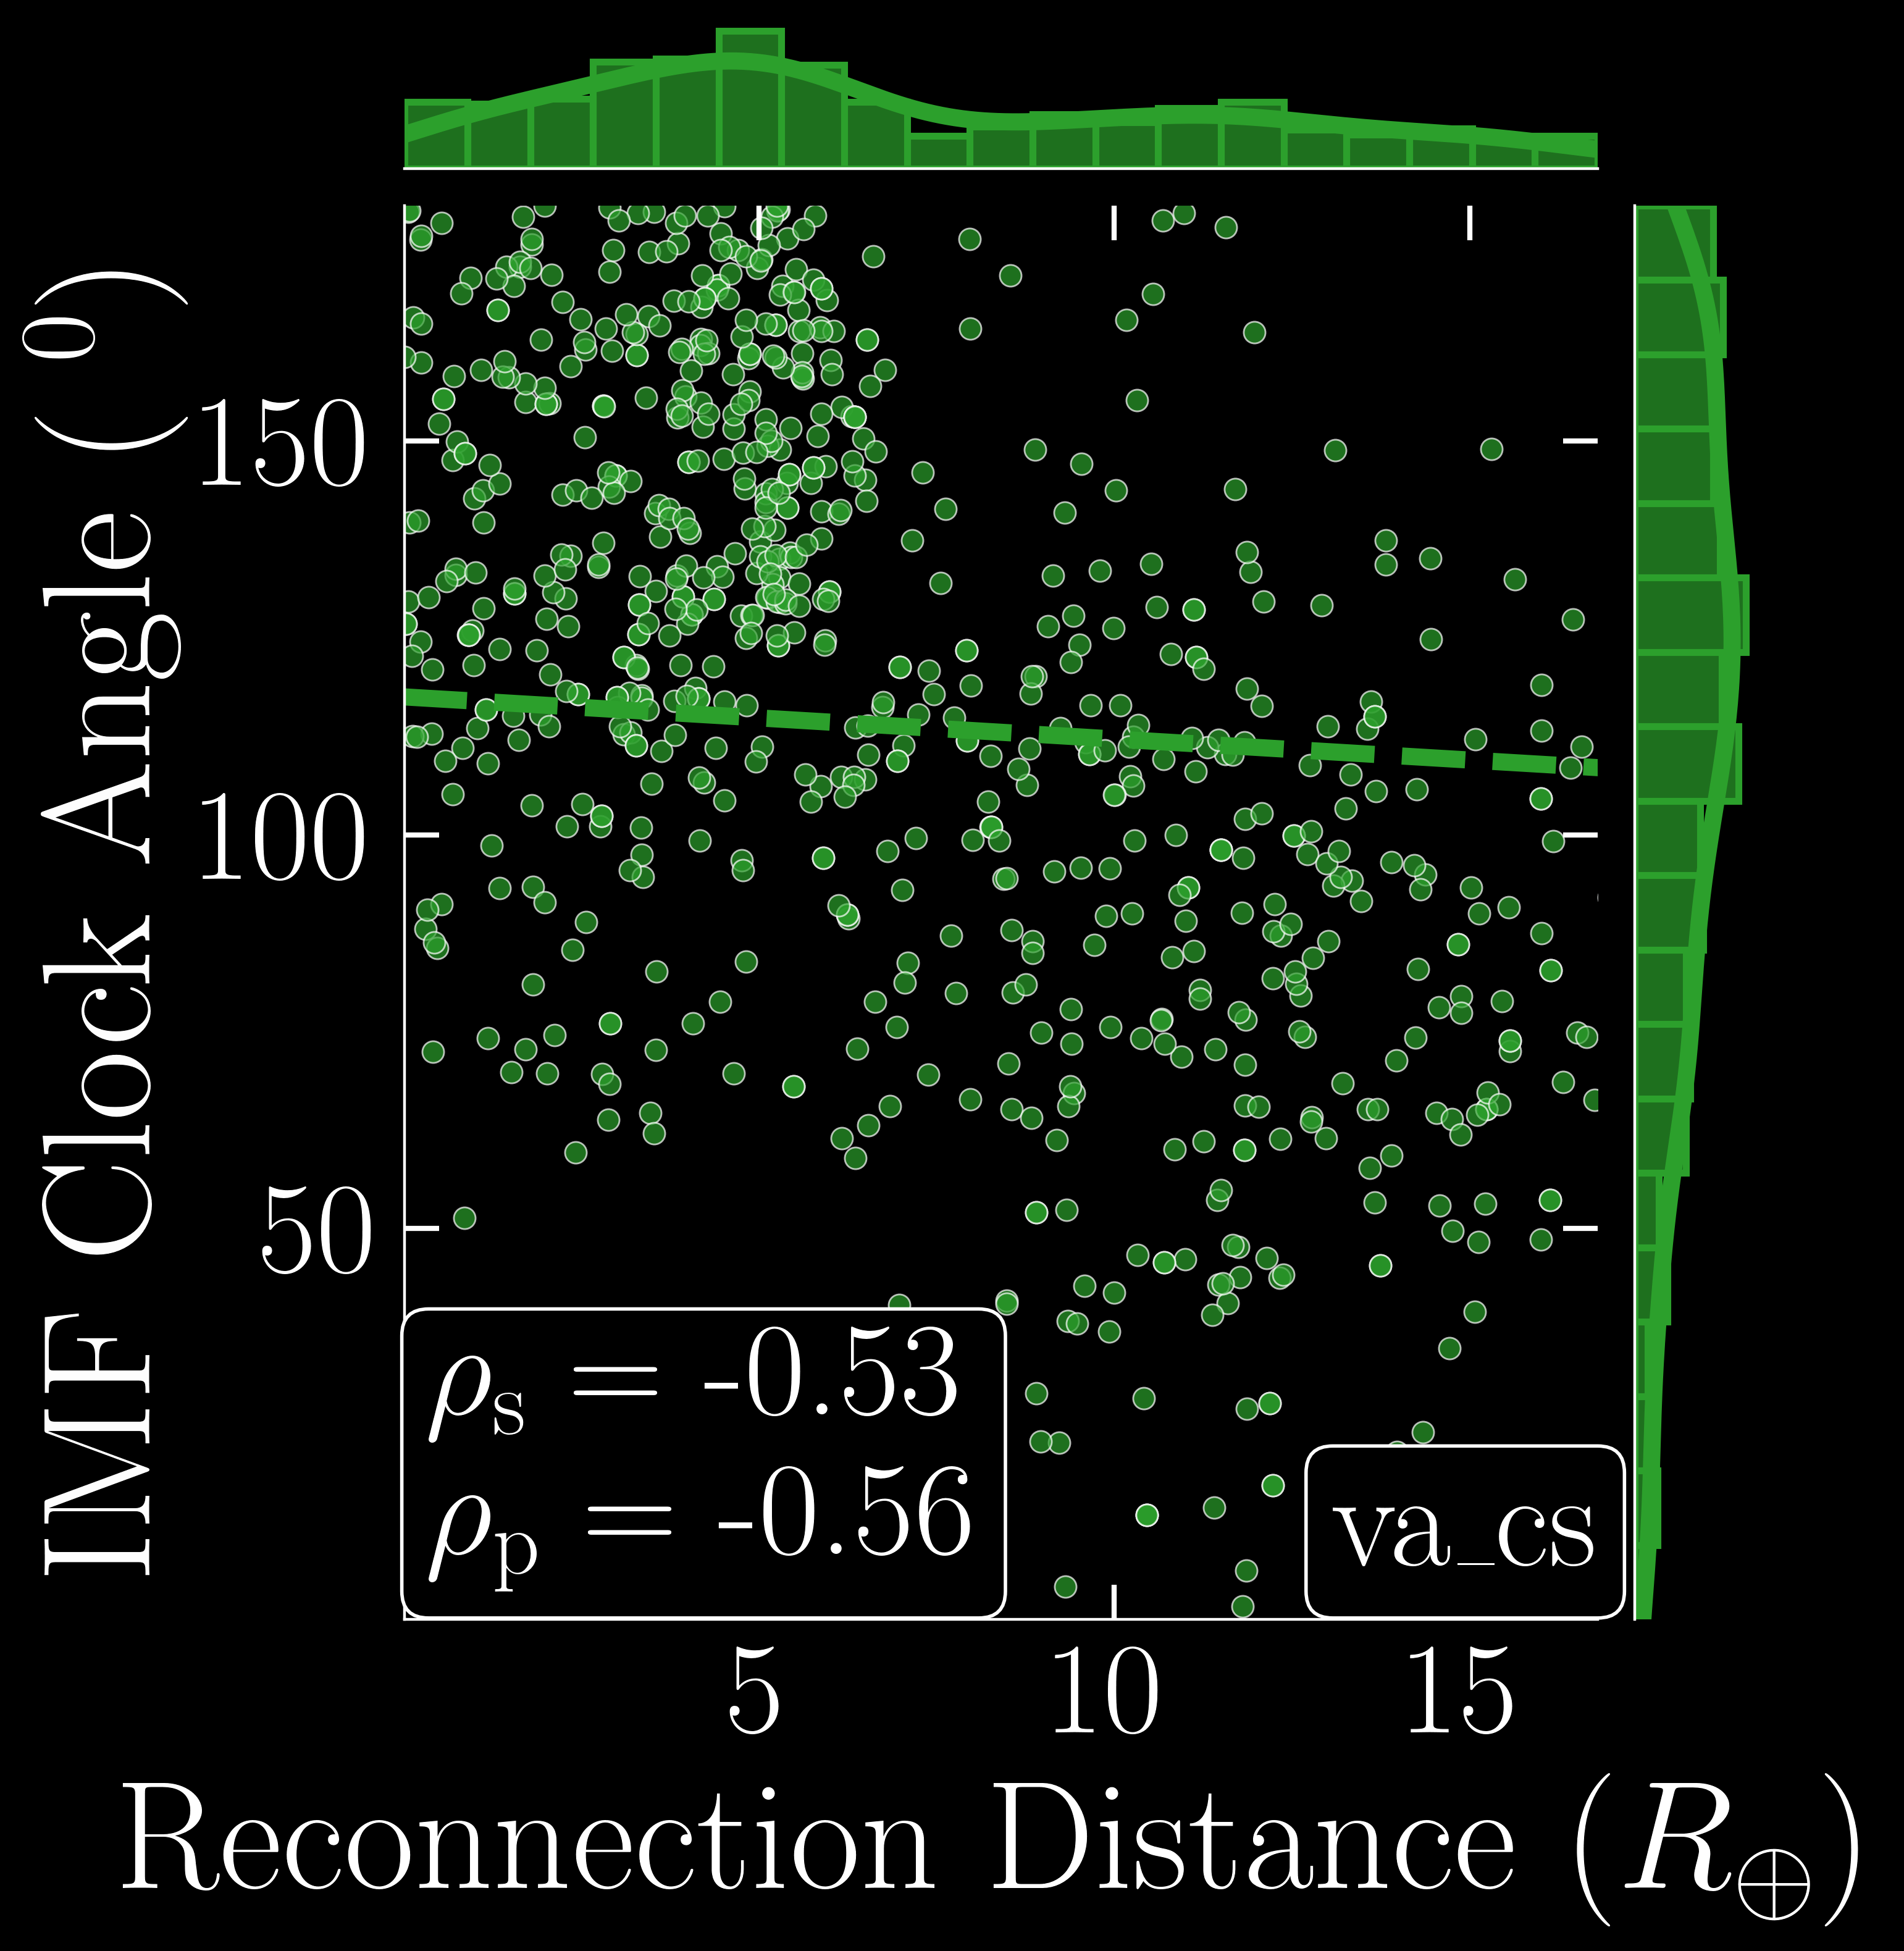 IMF Clock Angle ( 0 )
150
100
50
ρs = -0.53
ρp = -0.56
va_cs
5 10 15
Reconnection Distance (R⊕)